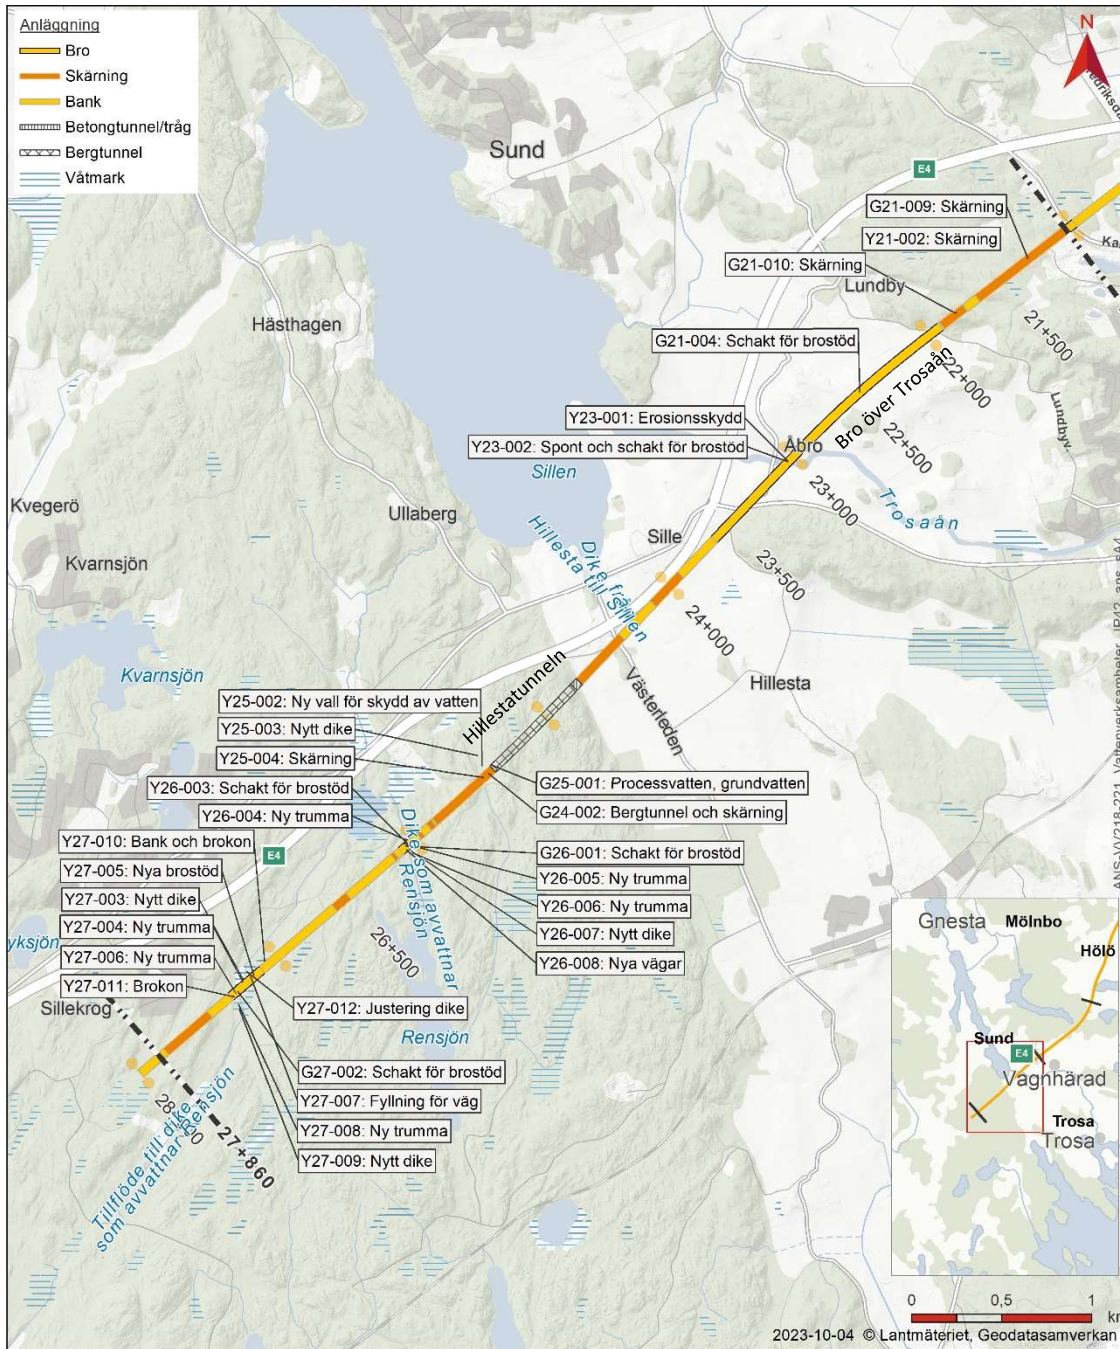 Anläggning
Bro
Skärning
Bank
Betongtunnel/tråg
Bergtunnel
Våtmark
N
Sund
E4
G21-009: Skärning
Y21-002: Skärning
G21-010: Skärning
Lundby
21+500
Hästhagen
G21-004: Schakt för brostöd
22+000
Bro över Trosaån
Lundbyv.
Y23-001: Erosionsskydd
Y23-002: Spont och schakt för brostöd
Åbro
22+500
Sillen
23+000
Trosaån
Kvegerö
Ullaberg
Kvarnsjön
Sille
Dike från
Hillesta till Sillen
23+500
24+000
Kvarnsjön
Hillestatunneln
Västerleden
Hillesta
Y25-002: Ny vall för skydd av vatten
Y25-003: Nytt dike
Y25-004: Skärning
Y26-003: Schakt för brostöd
Y26-004: Ny trumma
G25-001: Processvatten, grundvatten
G24-002: Bergtunnel och skärning
Y27-010: Bank och brokon
E4
Y27-005: Nya brostöd
Y27-003: Nytt dike
Y27-004: Ny trumma
Y27-006: Ny trumma
Y27-011: Brokon
Dike som avvattnar
Rensjön
G26-001: Schakt för brostöd
Y26-005: Ny trumma
Y26-006: Ny trumma
Y26-007: Nytt dike
Y26-008: Nya vägar
26+500
yksjön
Sillekrog
Y27-012: Justering dike
Rensjön
G27-002: Schakt för brostöd
Y27-007: Fyllning för väg
Y27-008: Ny trumma
Y27-009: Nytt dike
27+860
Tillflöde till dike
som avvattnar Rensjön
Gnesta
Mölnbo
Hölö
Sund
E4
Vagnhärad
Trosa
Trosa
0 0,5 1
km
2023-10-04 © Lantmäteriet, Geodatasamverkan